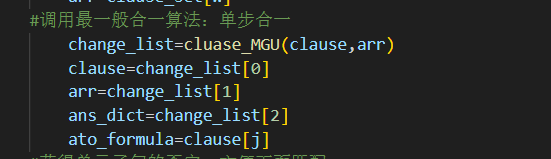 #调用最一般合一算法：单步合一
change_list=cluase_MGU(clause,arr)
clause=change_list[0]
arr=change_list[1]
ans_dict=change_list[2]
ato_formula=clause[j]